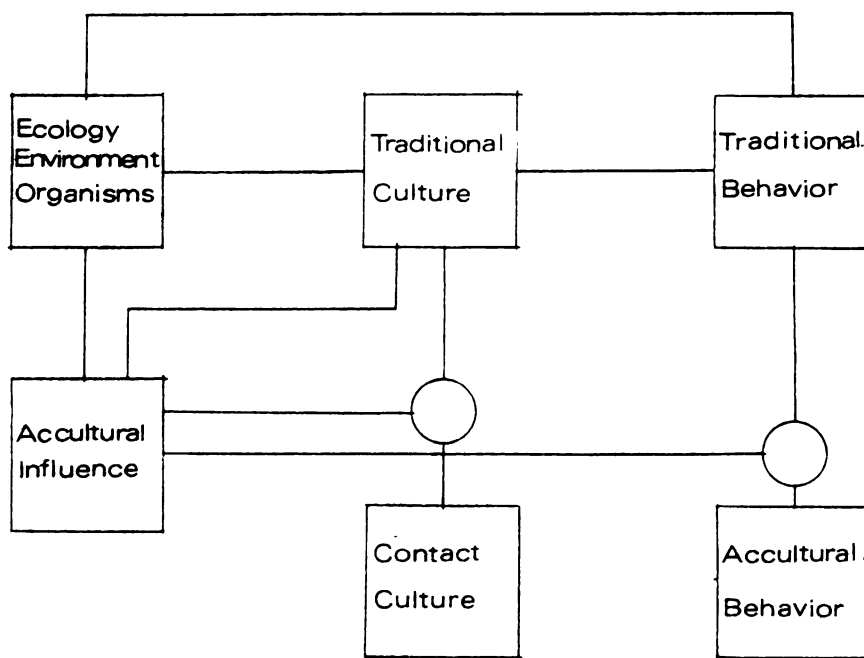 Ecology
Environment
Organisms
Traditional
Culture
Traditional
Behavior
Accultural
Influence
Contact
Culture
Accultural
Behavior